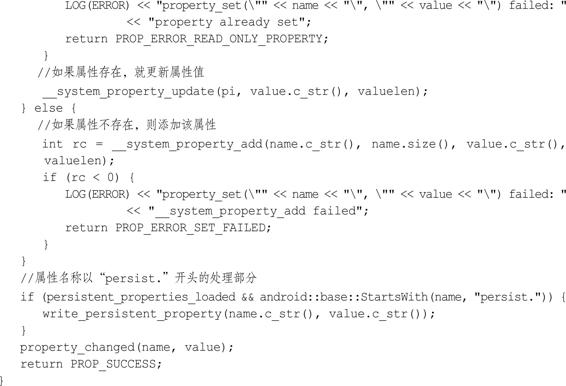 LOG(ERROR) << "property_set(\"" << name << "\", \"" << value << "\") failed: "
<< "property already set";
return PROP_ERROR_READ_ONLY_PROPERTY;
}
//如果属性存在，就更新属性值
__system_property_update(pi, value.c_str(), valuelen);
} else {
//如果属性不存在，则添加该属性
int rc = __system_property_add(name.c_str(), name.size(), value.c_str(),
valuelen);
if (rc < 0) {
LOG(ERROR) << "property_set(\"" << name << "\", \"" << value << "\") failed: "
<< "__system_property_add failed";
return PROP_ERROR_SET_FAILED;
}
}
//属性名称以“persist.”开头的处理部分
if (persistent_properties_loaded && android::base::StartsWith(name, "persist.")) {
write_persistent_property(name.c_str(), value.c_str());
}
property_changed(name, value);
return PROP_SUCCESS;
}